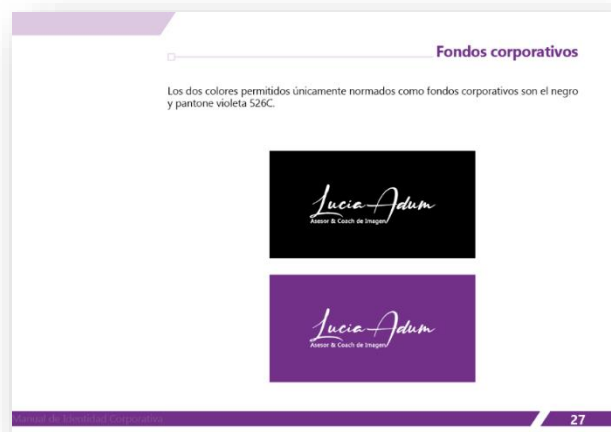 Fondos corporativos
Los dos colores permitidos únicamente normados como fondos corporativos son el negro
y pantone violeta 526C.
Lucia Adum
Asesor & Coach de Imagen
Lucia Adum
Asesor & Coach de Imagen
Manual de Identidad Corporativa
27